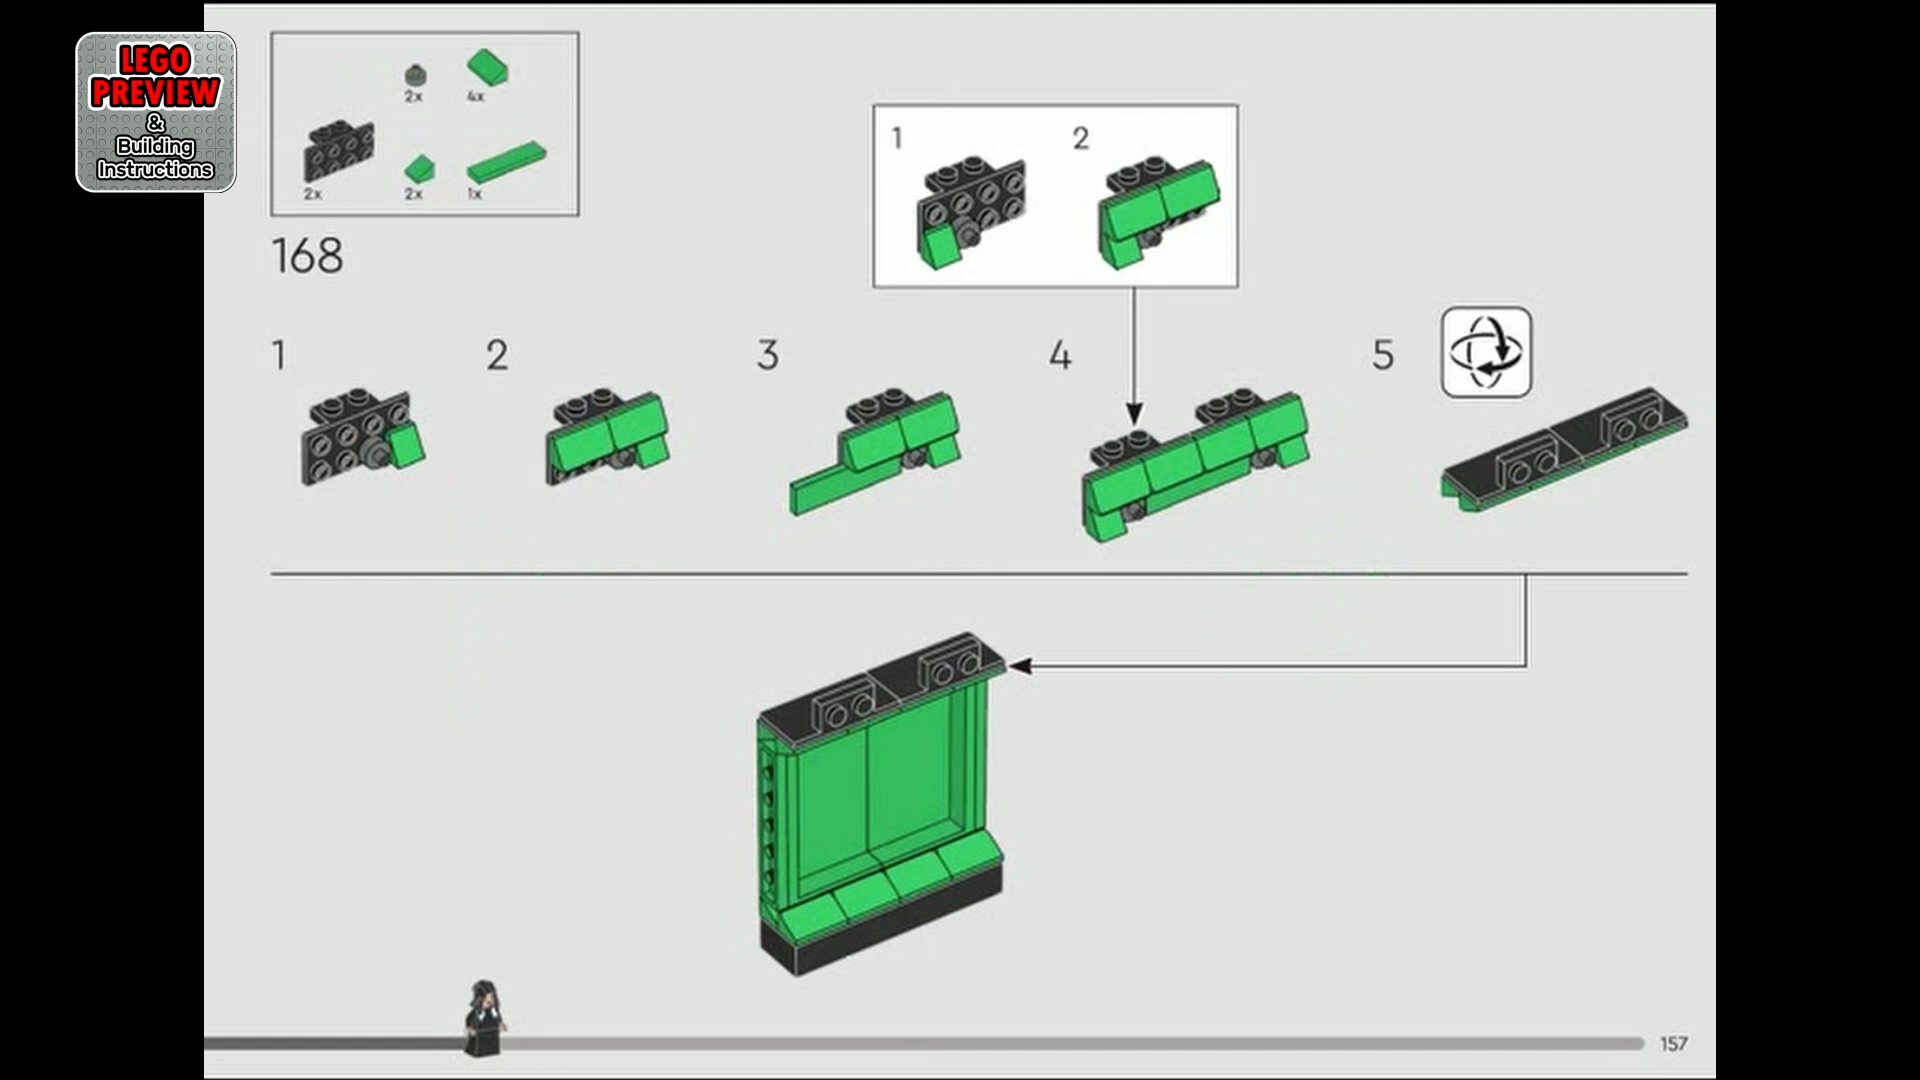 LEGO
PREVIEW
&
Building
Instructions
2x
4x
2x
2x
1x
168
1
2
1
2
3
4
5
157